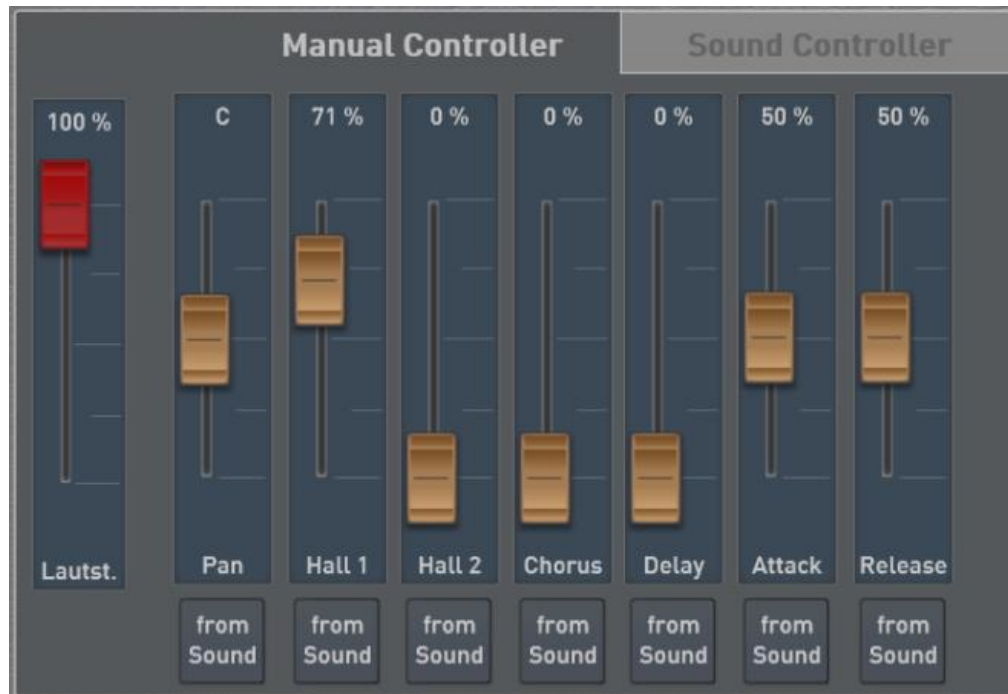 Manual Controller
Sound Controller
100 %
C
71 %
0 %
0 %
0 %
50 %
50 %
Lautst.
Pan
Hall 1
Hall 2
Chorus
Delay
Attack
Release
from
Sound
from
Sound
from
Sound
from
Sound
from
Sound
from
Sound
from
Sound